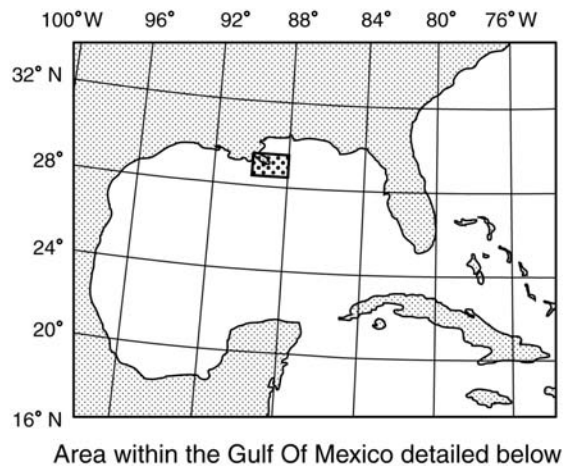 100°W 96° 92° 88° 84° 80° 76°W
32° N
28°
24°
20°
16° N
Area within the Gulf Of Mexico detailed below